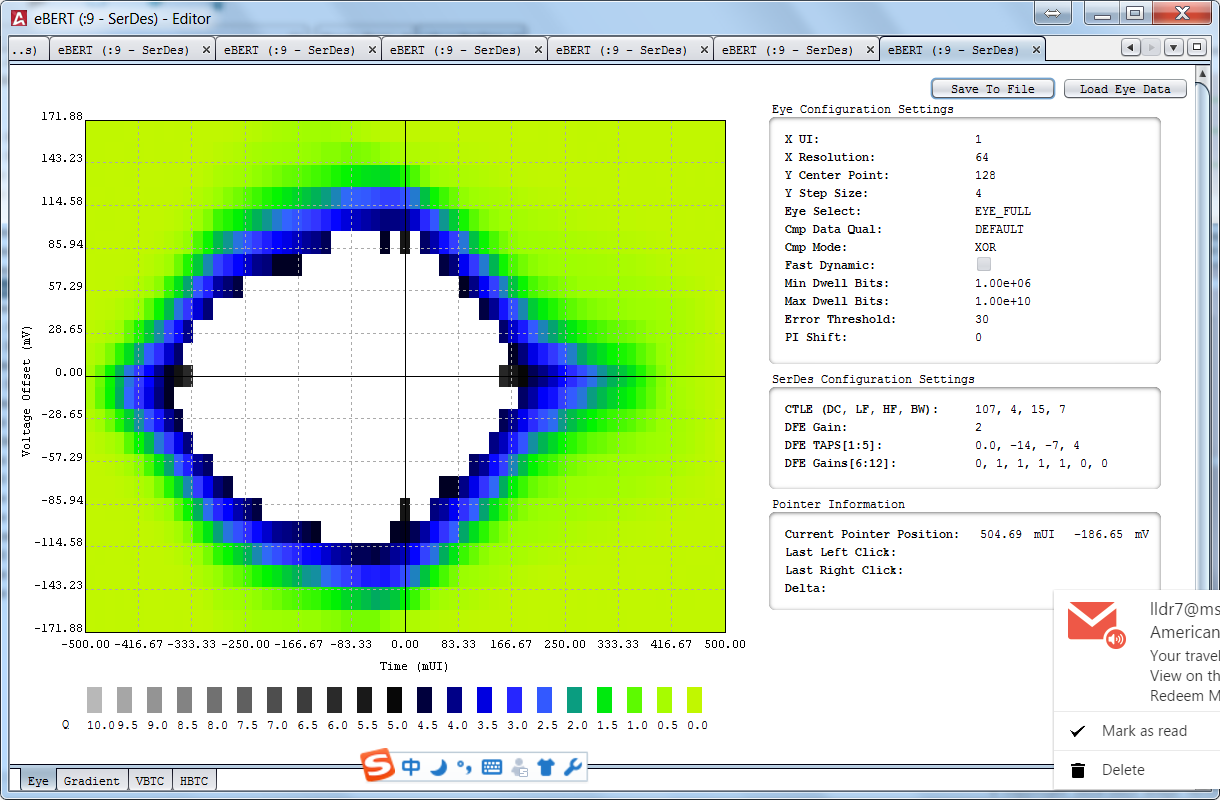 eBERT (:9 - SerDes) - Editor
..s) eBERT (:9 - SerDes) eBERT (:9 - SerDes) eBERT (:9 - SerDes) eBERT (:9 - SerDes) eBERT (:9 - SerDes) eBERT (:9 - SerDes)
Save To File Load Eye Data
171.88
143.23
114.58
85.94
57.29
28.65
0.00
-28.65
-57.29
-85.94
-114.58
-143.23
-171.88
Voltage Offset (mV)
-500.00 -416.67 -333.33 -250.00 -166.67 -83.33 0.00 83.33 166.67 250.00 333.33 416.67 500.00
Time (mUI)
Q 10.0 9.5 9.0 8.5 8.0 7.5 7.0 6.5 6.0 5.5 5.0 4.5 4.0 3.5 3.0 2.5 2.0 1.5 1.0 0.5 0.0
Eye Configuration Settings
X UI: 1
X Resolution: 64
Y Center Point: 128
Y Step Size: 4
Eye Select: EYE_FULL
Cmp Data Qual: DEFAULT
Cmp Mode: XOR
Fast Dynamic:
Min Dwell Bits: 1.00e+06
Max Dwell Bits: 1.00e+10
Error Threshold: 30
PI Shift: 0
SerDes Configuration Settings
CTLE (DC, LF, HF, BW): 107, 4, 15, 7
DFE Gain: 2
DFE TAPS[1:5]: 0.0, -14, -7, 4
DFE Gains[6:12]: 0, 1, 1, 1, 1, 0, 0
Pointer Information
Current Pointer Position: 504.69 mUI -186.65 mV
Last Left Click:
Last Right Click:
Delta:
lldr7@ms
American
Your travel
View on th
Redeem M
Mark as read
Delete
中
Eye Gradient VBTC HBTC